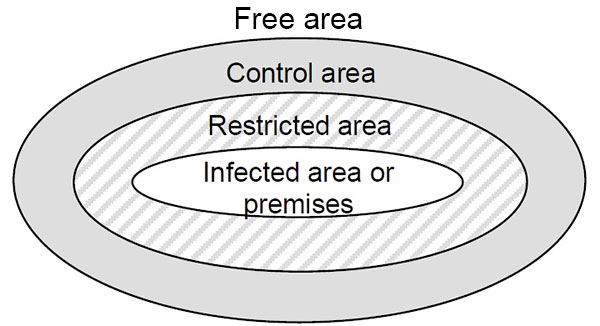 Free area
Control area
Restricted area
Infected area or
premises